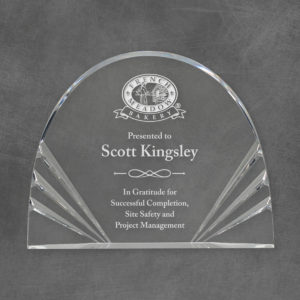 FRENCH
MEADOW
BAKERY
Presented to
Scott Kingsley
In Gratitude for
Successful Completion,
Site Safety and
Project Management